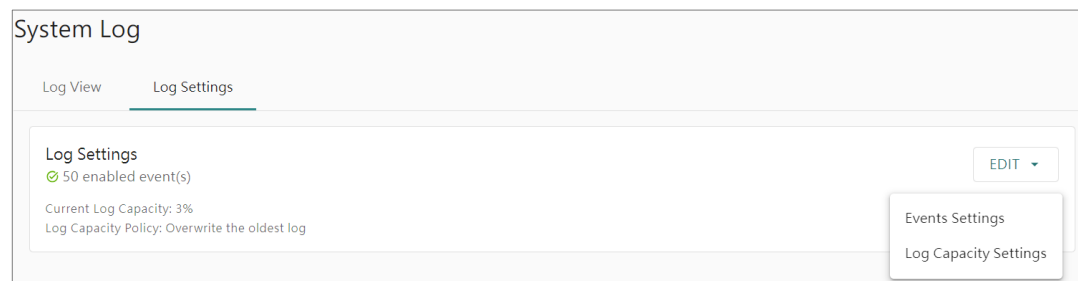 System Log
Log View Log Settings
Log Settings
50 enabled event(s)
EDIT
Current Log Capacity: 3%
Log Capacity Policy: Overwrite the oldest log
Events Settings
Log Capacity Settings